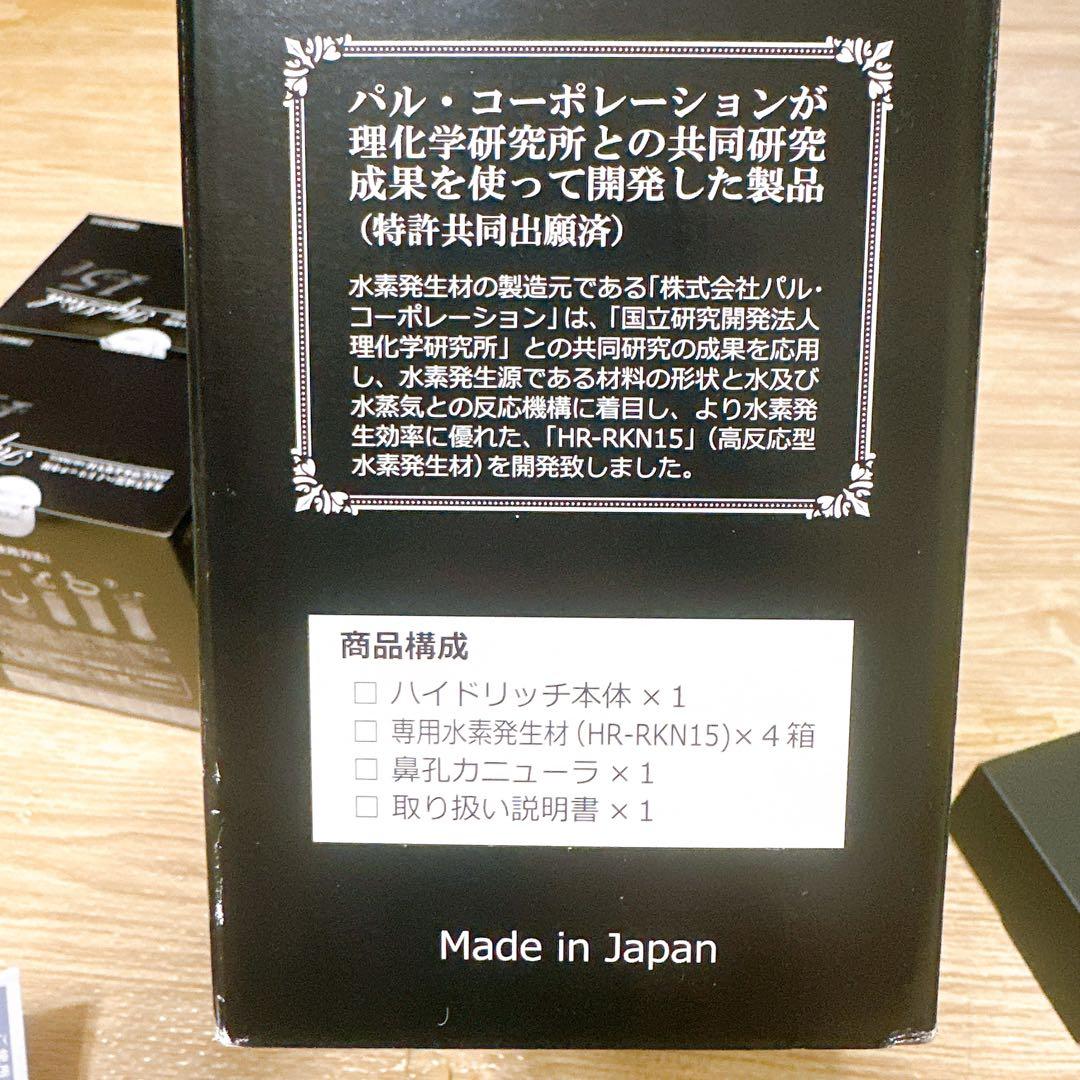 パル・コーポレーションが
理化学研究所との共同研究
成果を使って開発した製品
(特許共同出願済)
水素発生材の製造元である「株式会社パル・
コーポレーション」は、「国立研究開発法人
理化学研究所」との共同研究の成果を応用
し、水素発生源である材料の形状と水及び
水蒸気との反応機構に着目し、より水素発
生効率に優れた、「HR-RKN15」(高反応型
水素発生材)を開発致しました。
商品構成
□ ハイドリッチ本体 × 1
□ 専用水素発生材(HR-RKN15)× 4 箱
□ 鼻孔カニューラ × 1
□ 取り扱い説明書 × 1
Made in Japan